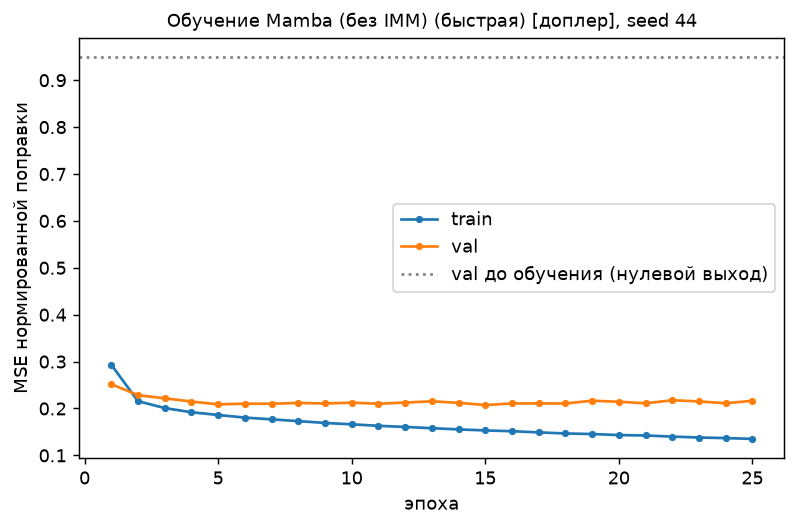 Обучение Mamba (без IMM) (быстрая) [доплер], seed 44
MSE нормированной поправки
0.9
0.8
0.7
0.6
0.5
0.4
0.3
0.2
0.1
train
val
val до обучения (нулевой выход)
0
5
10
15
20
25
эпоха